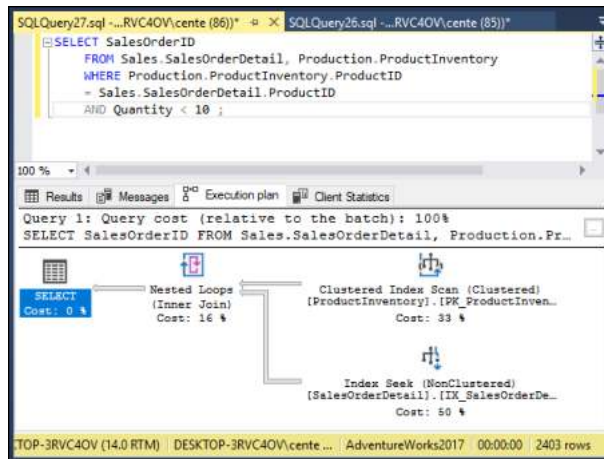 SQLQuery27.sql -...RVC4OV\cente (86))* SQLQuery26.sql -...RVC4OV\cente (85))*
SELECT SalesOrderID
FROM Sales.SalesOrderDetail, Production.ProductInventory
WHERE Production.ProductInventory.ProductID
= Sales.SalesOrderDetail.ProductID
AND Quantity < 10 ;
100 %
Results Messages Execution plan Client Statistics
Query 1: Query cost (relative to the batch): 100%
SELECT SalesOrderID FROM Sales.SalesOrderDetail, Production.Pr...
SELECT
Cost: 0 %
Nested Loops
(Inner Join)
Cost: 16 %
Clustered Index Scan (Clustered)
[ProductInventory].[PK_ProductInven...
Cost: 33 %
Index Seek (NonClustered)
[SalesOrderDetail].[IX_SalesOrderDe...
Cost: 50 %
KTOP-3RVC4OV (14.0 RTM) DESKTOP-3RVC4OV\cente ... AdventureWorks2017 00:00:00 2403 rows